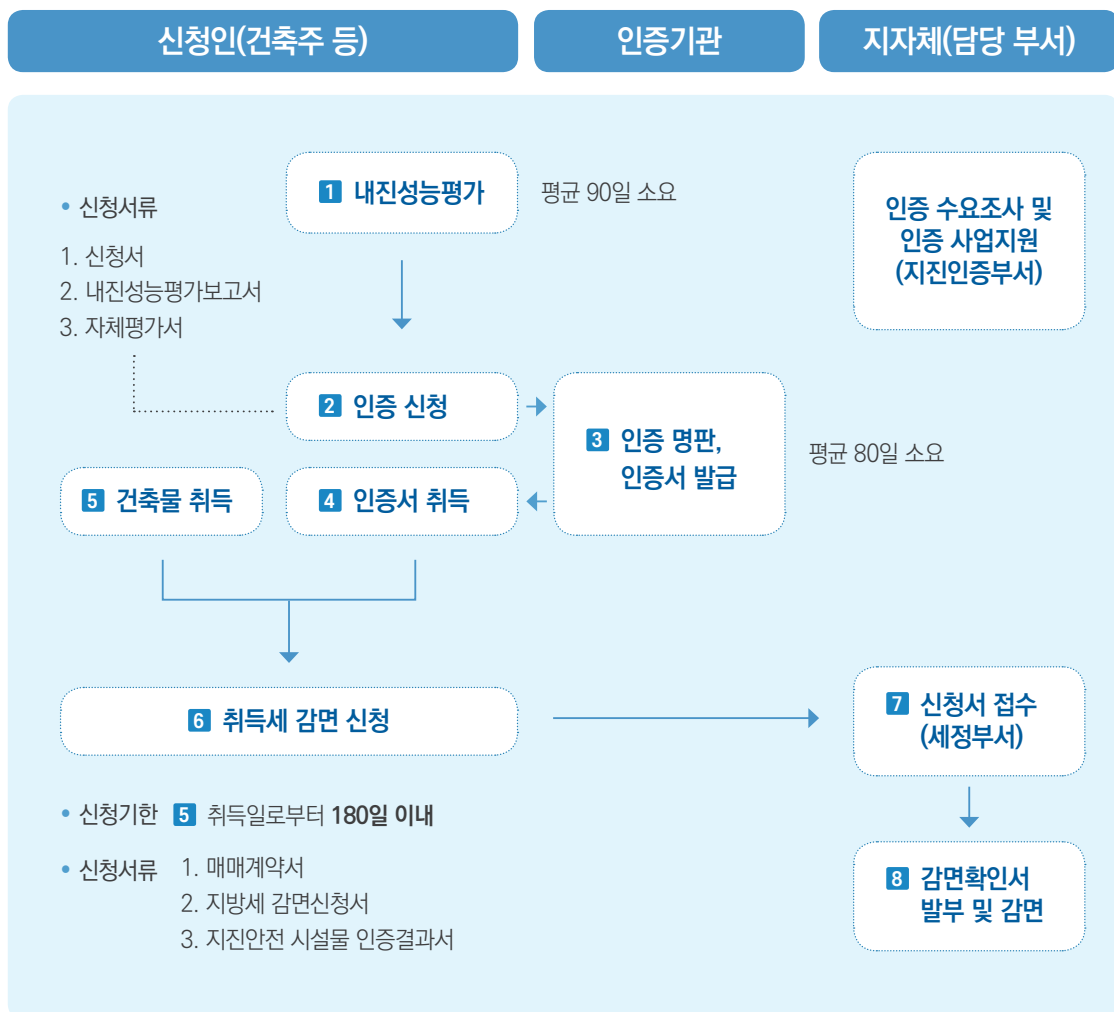 신청인(건축주 등)
인증기관
지자체(담당 부서)
1 내진성능평가
평균 90일 소요
• 신청서류
1. 신청서
2. 내진성능평가보고서
3. 자체평가서
인증 수요조사 및
인증 사업지원
(지진인증부서)
2 인증 신청
3 인증 명판,
인증서 발급
평균 80일 소요
5 건축물 취득
4 인증서 취득
6 취득세 감면 신청
7 신청서 접수
(세정부서)
• 신청기한 5 취득일로부터 180일 이내
• 신청서류 1. 매매계약서
2. 지방세 감면신청서
3. 지진안전 시설물 인증결과서
8 감면확인서
발부 및 감면